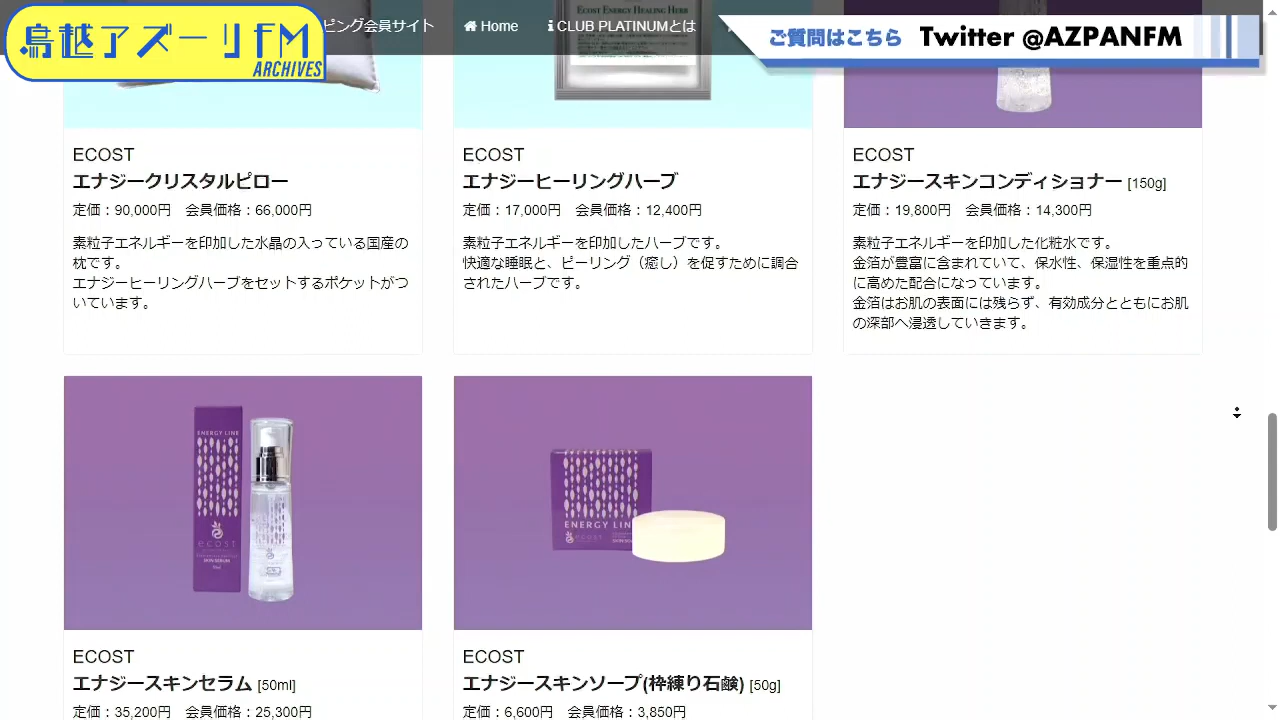 鳥越アズーリFM
ARCHIVES
ピング会員サイト
Home
CLUB PLATINUMとは
ご質問はこちら Twitter @AZPANFM
ECOST ENERGY HEALING HERB
ECOST
エナジークリスタルピロー
定価：90,000円 会員価格：66,000円
素粒子エネルギーを印加した水晶の入っている国産の
枕です。
エナジーヒーリングハーブをセットするポケットがつ
いています。
ECOST
エナジーヒーリングハーブ
定価：17,000円 会員価格：12,400円
素粒子エネルギーを印加したハーブです。
快適な睡眠と、ピーリング（癒し）を促すために調合
されたハーブです。
ECOST
エナジースキンコンディショナー [150g]
定価：19,800円 会員価格：14,300円
素粒子エネルギーを印加した化粧水です。
金箔が豊富に含まれていて、保水性、保湿性を重点的
に高めた配合になっています。
金箔はお肌の表面には残らず、有効成分とともにお肌
の深部へ浸透していきます。
ENERGY LINE
ecost
SKIN SERUM
ENERGY LIN
ecost
ECOST
エナジースキンセラム [50ml]
定価：35,200円 会員価格：25,300円
ECOST
エナジースキンソープ(枠練り石鹸) [50g]
定価：6,600円 会員価格：3,850円